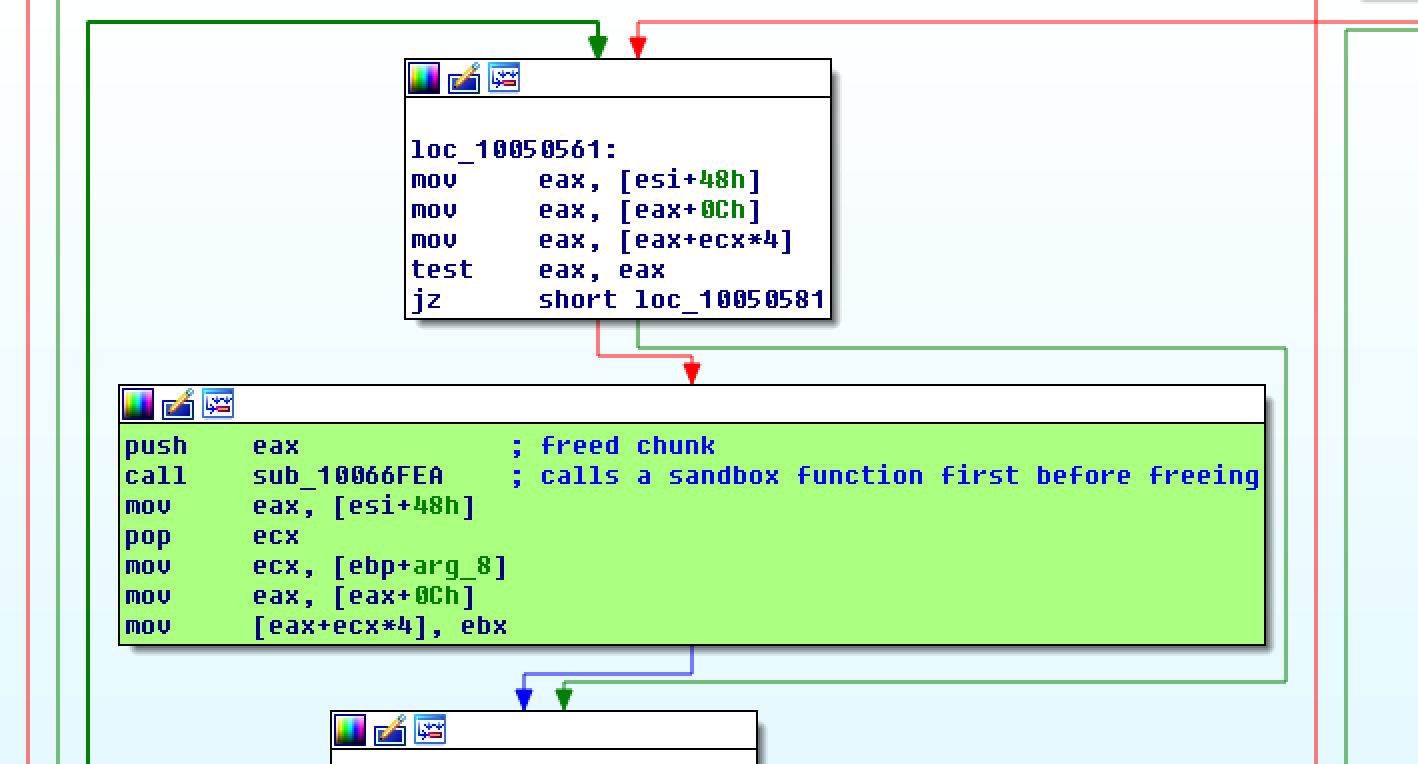 loc_10050561:
mov eax, [esi+48h]
mov eax, [eax+0Ch]
mov eax, [eax+ecx*4]
test eax, eax
jz short loc_10050581
push eax ; freed chunk
call sub_10066FEA ; calls a sandbox function first before freeing
mov eax, [esi+48h]
pop ecx
mov ecx, [ebp+arg_8]
mov eax, [eax+0Ch]
mov [eax+ecx*4], ebx